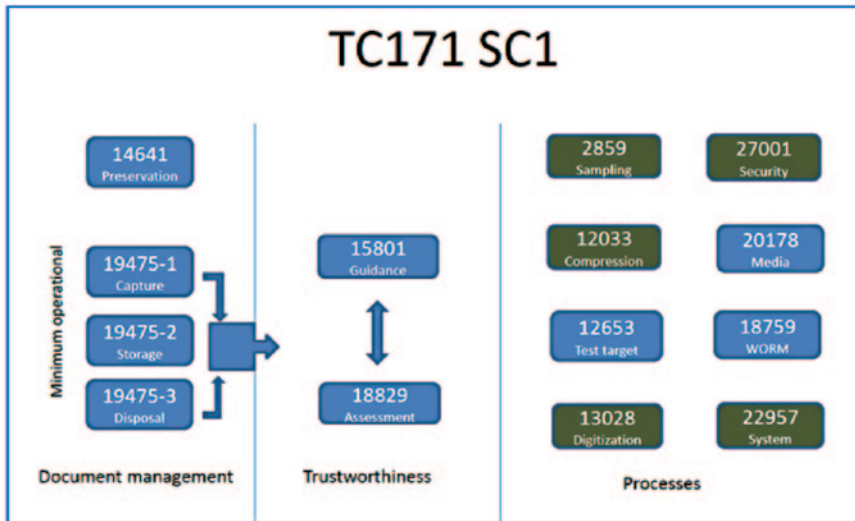 TC171 SC1
14641
Preservation
Minimum operational
19475-1
Capture
19475-2
Storage
19475-3
Disposal
Document management
15801
Guidance
18829
Assessment
Trustworthiness
2859
Sampling
27001
Security
12033
Compression
20178
Media
12653
Test target
18759
WORM
13028
Digitization
22957
System
Processes